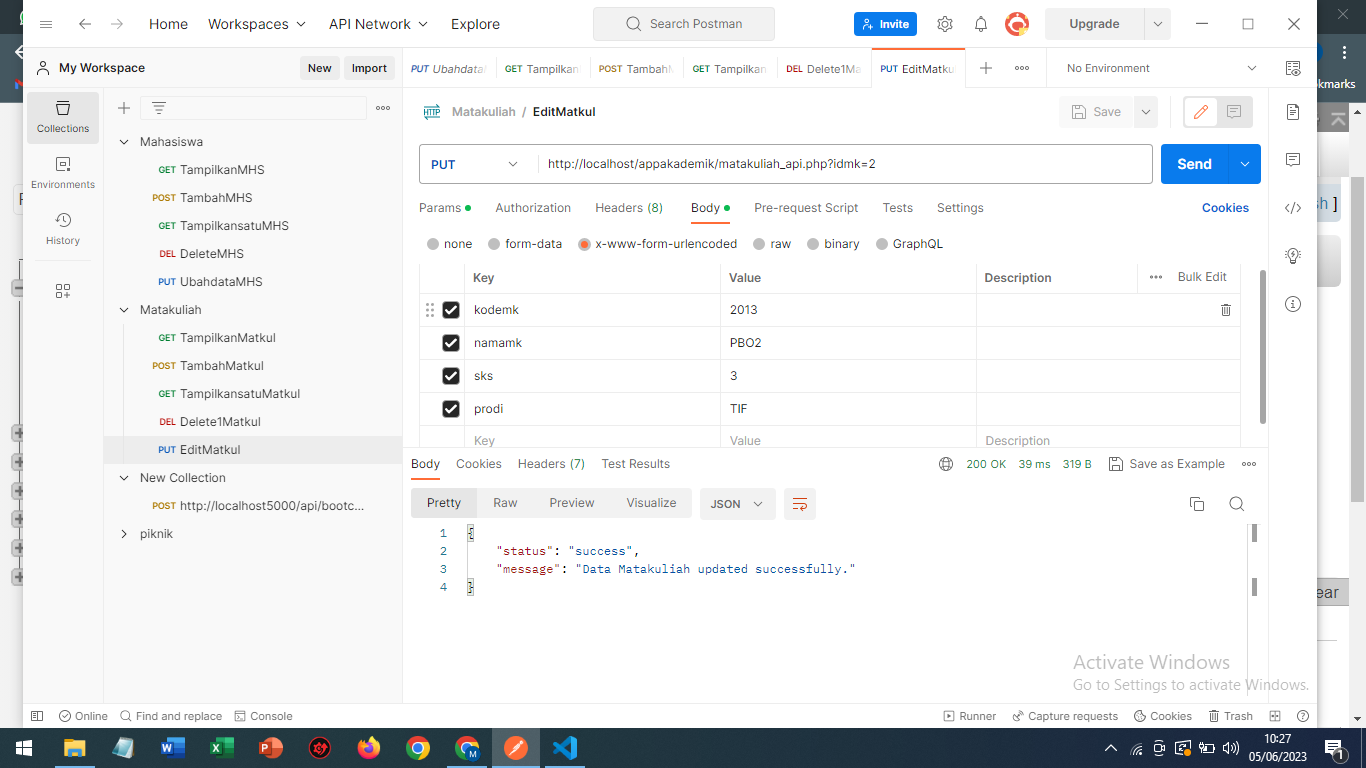 Home
Workspaces
API Network
Explore
Search Postman
Invite
Upgrade
My Workspace
New
Import
PUT Ubahdata
GET Tampilkan
POST Tambah
GET Tampilkan
DEL Delete1Ma
PUT EditMatku
No Environment
Collections
Environments
History
Mahasiswa
GET TampilkanMHS
POST TambahMHS
GET TampilkansatuMHS
DEL DeleteMHS
PUT UbahdataMHS
Matakuliah
GET TampilkanMatkul
POST TambahMatkul
GET TampilkansatuMatkul
DEL Delete1Matkul
PUT EditMatkul
New Collection
POST http://localhost5000/api/bootc...
piknik
HTTP Matakuliah / EditMatkul
Save
PUT
http://localhost/appakademik/matakuliah_api.php?idmk=2
Send
Params
Authorization
Headers (8)
Body
Pre-request Script
Tests
Settings
Cookies
none
form-data
x-www-form-urlencoded
raw
binary
GraphQL
Key Value Description
Bulk Edit
kodemk 2013
namamk PBO2
sks 3
prodi TIF
Key Value Description
Body
Cookies
Headers (7)
Test Results
200 OK
39 ms
319 B
Save as Example
Pretty
Raw
Preview
Visualize
JSON
1 {
2 "status": "success",
3 "message": "Data Matakuliah updated successfully."
4 }
Activate Windows
Go to Settings to activate Windows.
Online
Find and replace
Console
Runner
Capture requests
Cookies
Trash
10:27
05/06/2023
1